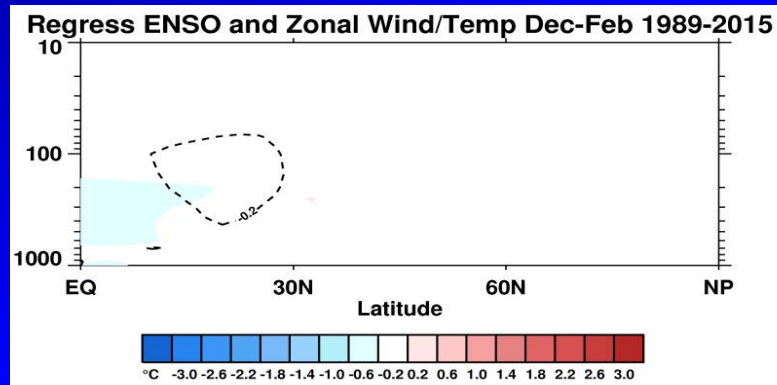 Regress ENSO and Zonal Wind/Temp Dec-Feb 1989-2015
10
100
-0.2
1000
EQ 30N 60N NP
Latitude
°C -3.0 -2.6 -2.2 -1.8 -1.4 -1.0 -0.6 -0.2 0.2 0.6 1.0 1.4 1.8 2.2 2.6 3.0